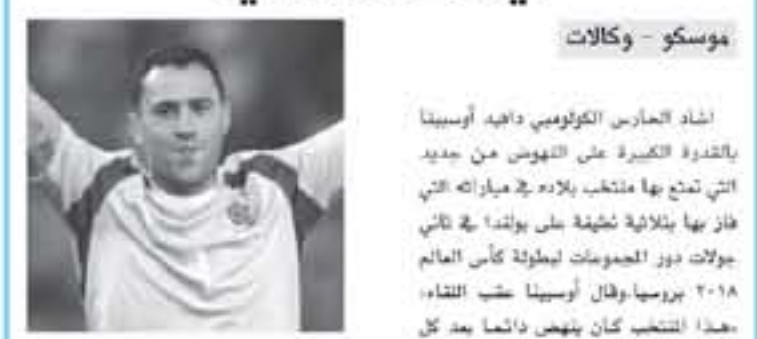 موسكو - وكالات
اشاد الحارس الكولومبي دافيد أوسبينا
بالقدرة الكبيرة على النهوض من جديد
التي تمتع بها منتخب بلاده في مباراته التي
فاز بها بثلاثية نظيفة على بولندا في ثاني
جولات دور المجموعات لبطولة كأس العالم
٢٠١٨ بروسيا.وقال أوسبينا عقب اللقاء،
«هذا المنتخب كان ينهض دائما بعد كل